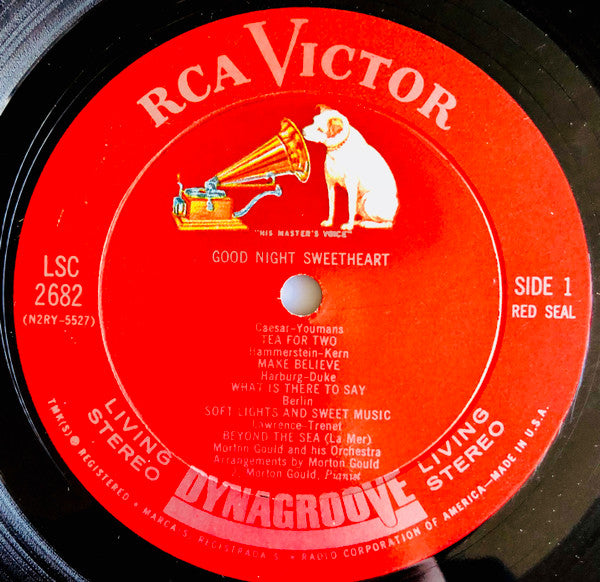 RCA VICTOR
"HIS MASTER'S VOICE"
GOOD NIGHT SWEETHEART
LSC
2682
(N2RY-5527)
SIDE 1
RED SEAL
Caesar-Youmans
TEA FOR TWO
Hammerstein-Kern
MAKE BELIEVE
Harburg-Duke
WHAT IS THERE TO SAY
Berlin
SOFT LIGHTS AND SWEET MUSIC
Lawrence-Trenet
BEYOND THE SEA (La Mer)
Morton Gould and his Orchestra
Arrangements by Morton Gould
Morton Gould, Pianist
LIVING
STEREO
LIVING
STEREO
DYNAGROOVE
TMK(S) ® REGISTERED • MARCA S REGISTRADA S • RADIO CORPORATION OF AMERICA—MADE IN U.S.A.